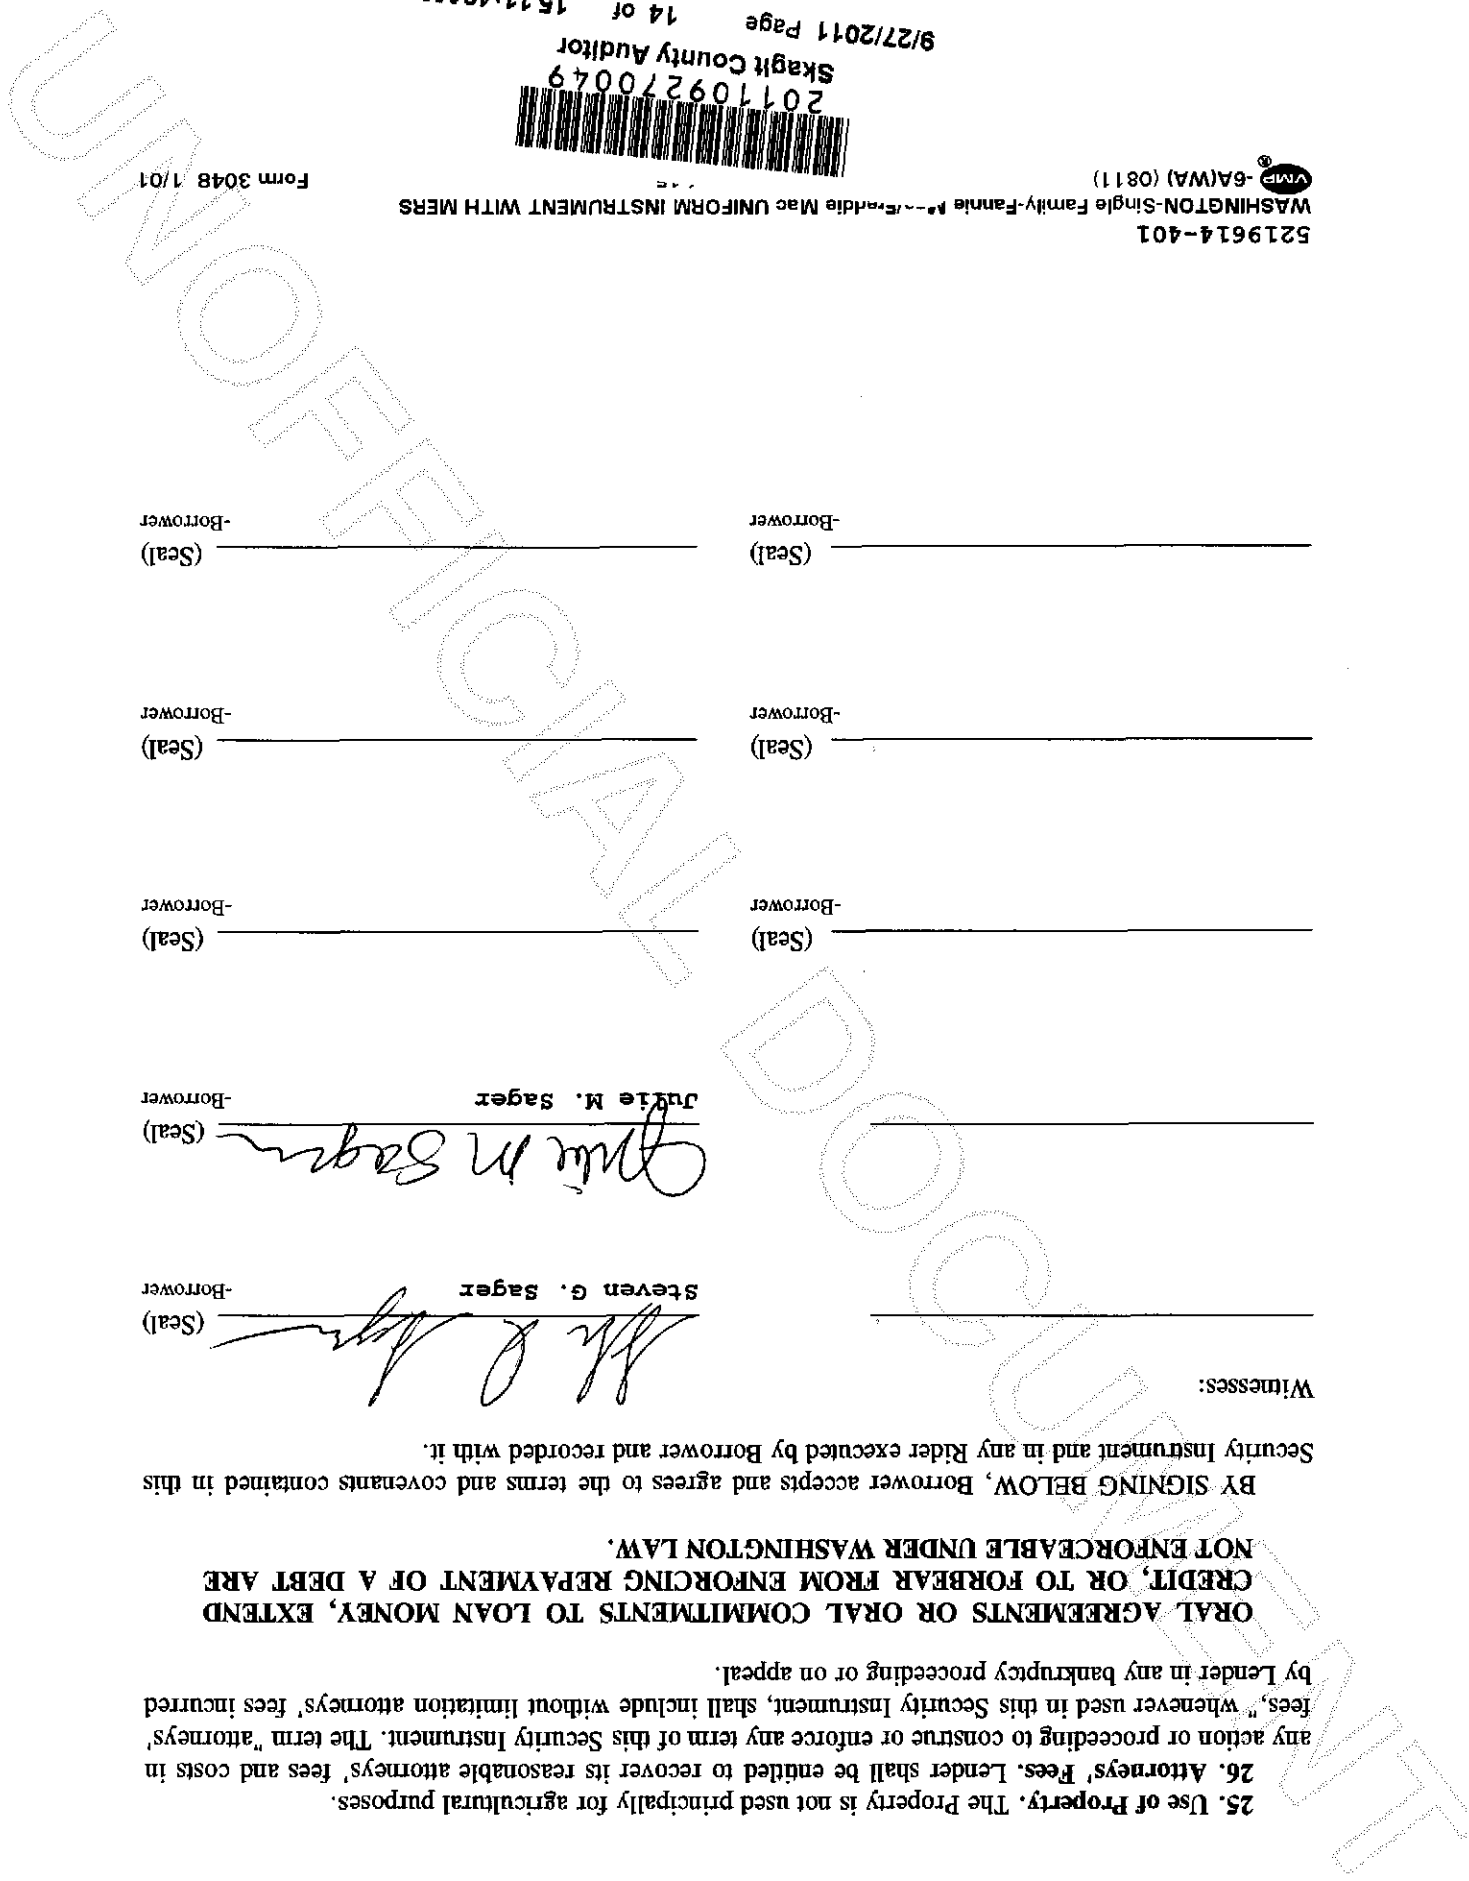 25. Use of Property. The Property is not used principally for agricultural purposes.
26. Attorneys' Fees. Lender shall be entitled to recover its reasonable attorneys' fees and costs in
any action or proceeding to construe or enforce any term of this Security Instrument. The term "attorneys'
fees," whenever used in this Security Instrument, shall include without limitation attorneys' fees incurred
by Lender in any bankruptcy proceeding or on appeal.
ORAL AGREEMENTS OR ORAL COMMITMENTS TO LOAN MONEY, EXTEND
CREDIT, OR TO FORBEAR FROM ENFORCING REPAYMENT OF A DEBT ARE
NOT ENFORCEABLE UNDER WASHINGTON LAW.
BY SIGNING BELOW, Borrower accepts and agrees to the terms and covenants contained in this
Security Instrument and in any Rider executed by Borrower and recorded with it.
Witnesses:
(Seal)
Steven G. Sager -Borrower
Julie M Sager (Seal)
Julie M. Sager -Borrower
(Seal) (Seal)
-Borrower -Borrower
(Seal) (Seal)
-Borrower -Borrower
(Seal) (Seal)
-Borrower -Borrower
5219614-401
WASHINGTON-Single Family-Fannie Mac UNIFORM INSTRUMENT WITH MERS
VMP® -6A(WA) (0811) Form 3048 1/01
201109270049
Skagit County Auditor
9/27/2011 Page 14 of 15
UNOFFICIAL DOCUMENT